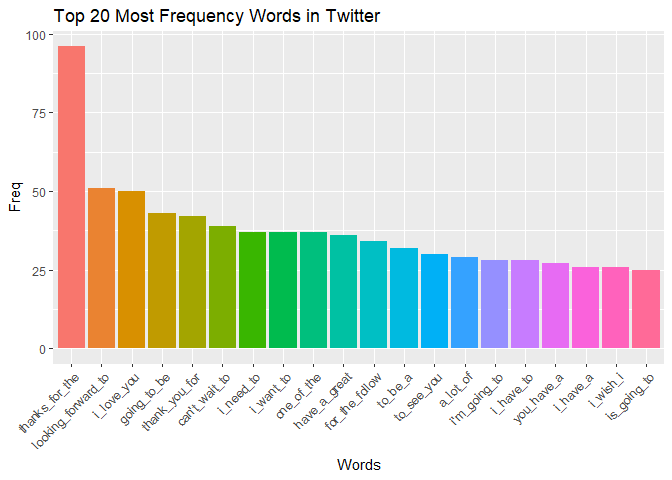 Top 20 Most Frequency Words in Twitter
100
75
50
25
0
Freq
thanks_for_the
looking_forward_to
i_love_you
going_to_be
thank_you_for
can't_wait_to
i_need_to
i_want_to
one_of_the
have_a_great
for_the_follow
to_be_a
to_see_you
a_lot_of
i'm_going_to
i_have_to
you_have_a
i_have_a
i_wish_i
is_going_to
Words